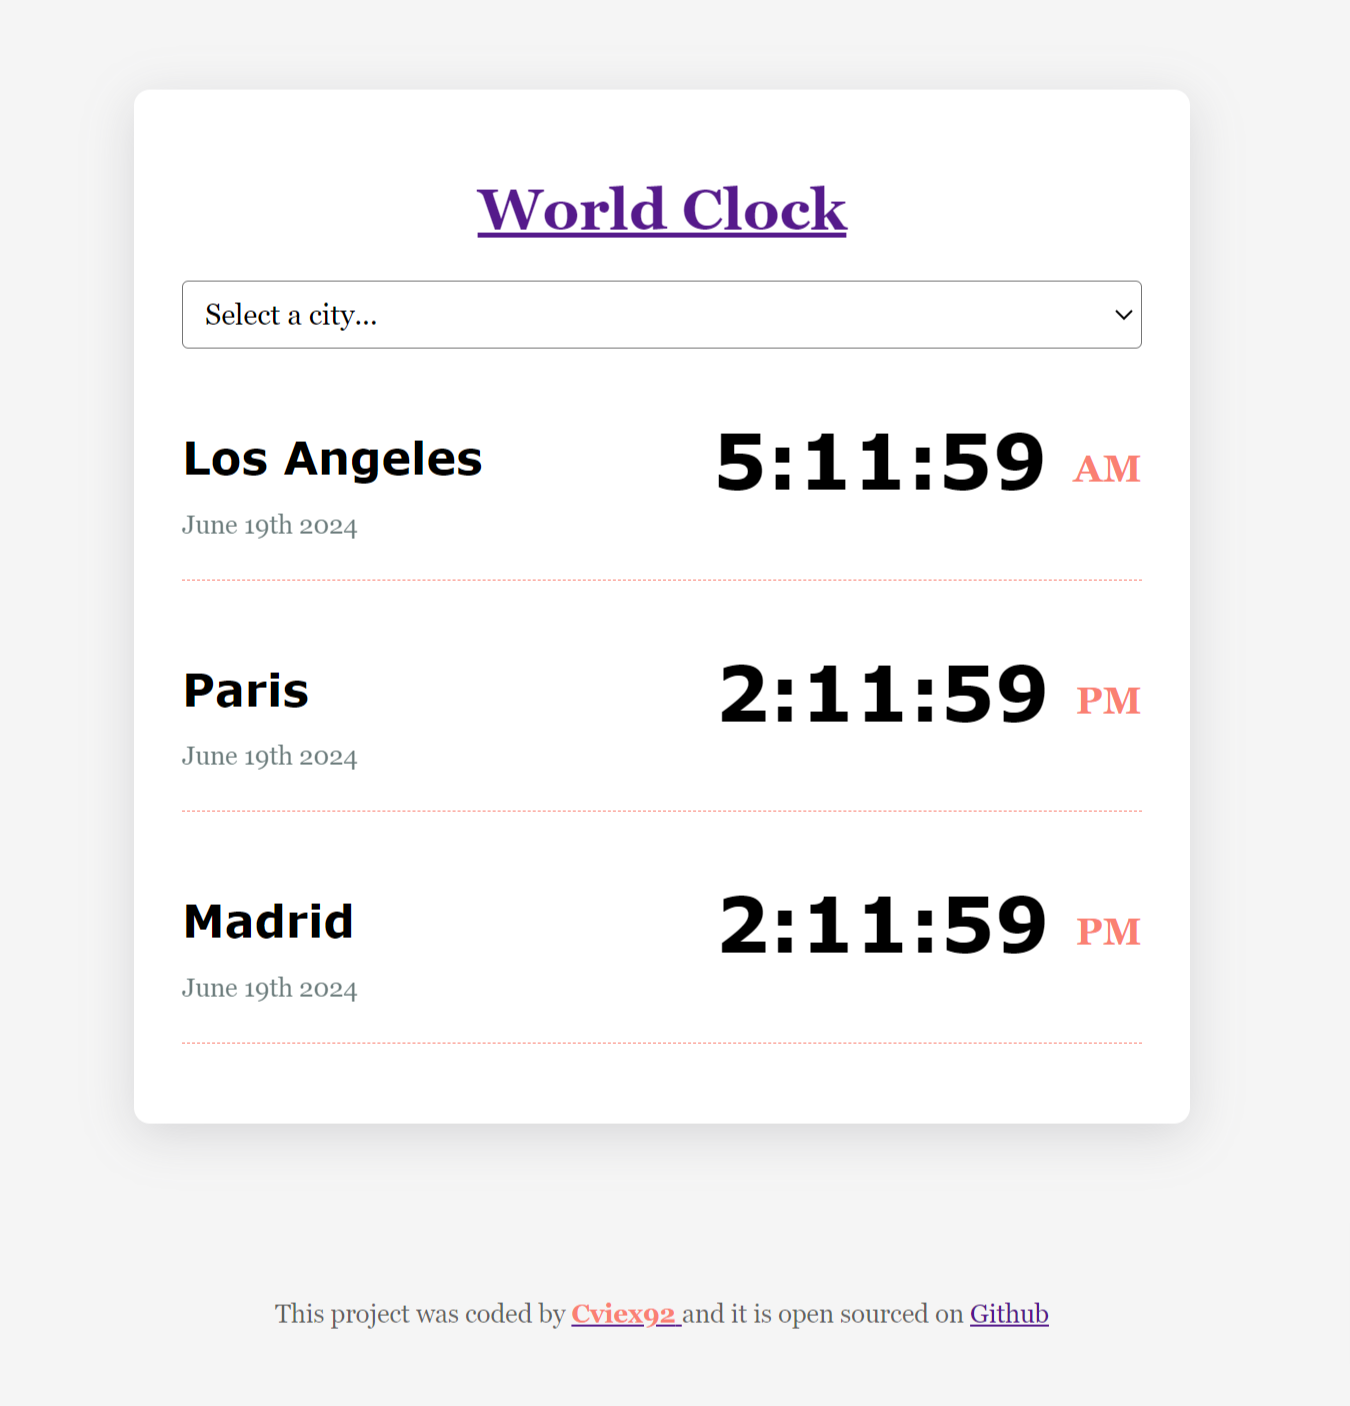 World Clock
Select a city...
Los Angeles
5:11:59 AM
June 19th 2024
Paris
2:11:59 PM
June 19th 2024
Madrid
2:11:59 PM
June 19th 2024
This project was coded by Cviex92 and it is open sourced on Github